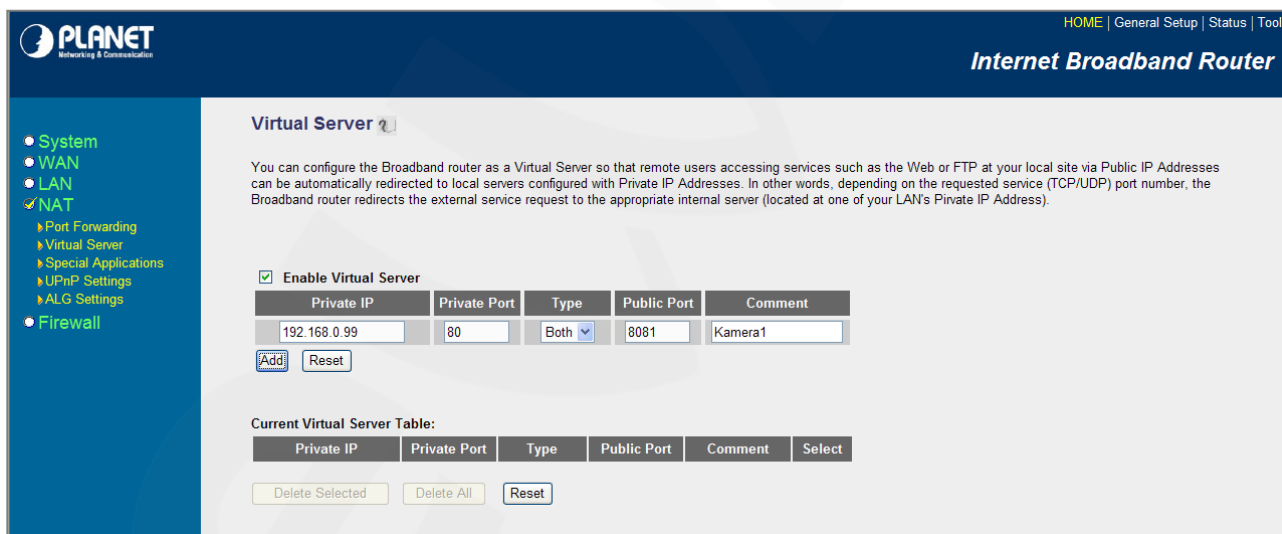 PLANET
Networking & Communication
HOME | General Setup | Status | Tool
Internet Broadband Router
System
WAN
LAN
NAT
Port Forwarding
Virtual Server
Special Applications
UPnP Settings
ALG Settings
Firewall
Virtual Server
You can configure the Broadband router as a Virtual Server so that remote users accessing services such as the Web or FTP at your local site via Public IP Addresses
can be automatically redirected to local servers configured with Private IP Addresses. In other words, depending on the requested service (TCP/UDP) port number, the
Broadband router redirects the external service request to the appropriate internal server (located at one of your LAN's Pivate IP Address).
Enable Virtual Server
Private IP Private Port Type Public Port Comment
192.168.0.99 80 Both 8081 Kamera1
Add Reset
Current Virtual Server Table:
Private IP Private Port Type Public Port Comment Select
Delete Selected Delete All Reset